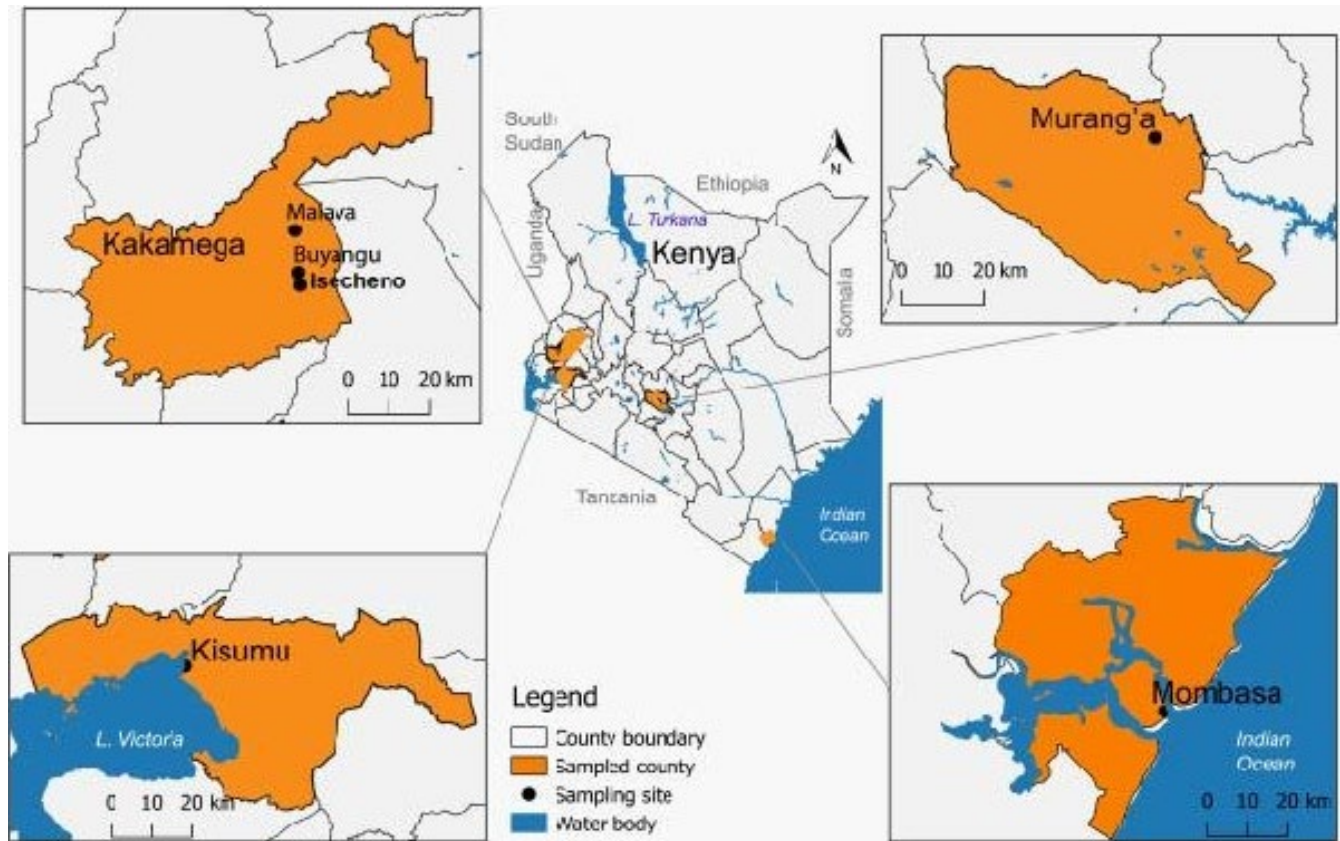 Malava
Kakamega
Buyangu
Isecheno
0 10 20 km
South
Sudan
Ethiopia
Uganda
L. Turkana
Kenya
Somalia
Tanzania
Indian
Ocean
N
Murang'a
0 10 20 km
Kisumu
L. Victoria
0 10 20 km
Legend
County boundary
Sampled county
Sampling site
Water body
Mombasa
Indian
Ocean
0 10 20 km